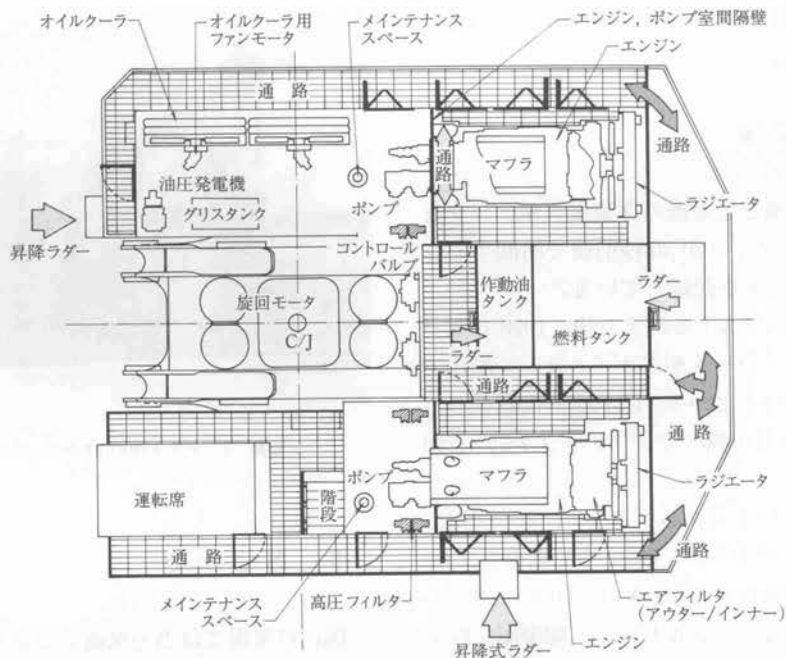 オイルクーラ
オイルクーラ用
ファンモータ
メインテナンス
スペース
エンジン, ポンプ室間隔壁
エンジン
通 路
通路
通路
マフラ
ラジエータ
油圧発電機
グリスタンク
ポンプ
昇降ラダー
コントロール
バルブ
作動油
タンク
ラダー
旋回モータ
C/J
ラダー
燃料タンク
通路
通 路
ポンプ
マフラ
ラジエータ
運転席
階段
通 路
通路
メインテナンス
スペース
高圧フィルター
エアフィルタ
(アウター/インナー)
エンジン
昇降式ラダー